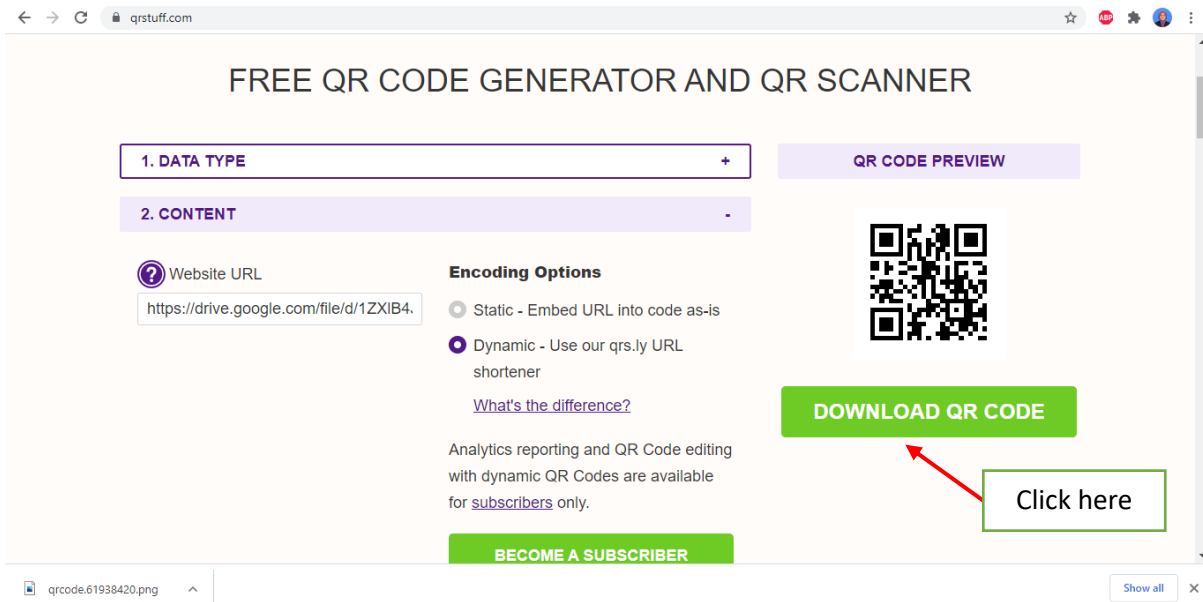 qrstuff.com
ABP
FREE QR CODE GENERATOR AND QR SCANNER
1. DATA TYPE +
QR CODE PREVIEW
2. CONTENT -
? Website URL
https://drive.google.com/file/d/1ZXIB4.
Encoding Options
Static - Embed URL into code as-is
Dynamic - Use our qrs.ly URL
shortener
What's the difference?
DOWNLOAD QR CODE
Analytics reporting and QR Code editing
with dynamic QR Codes are available
for subscribers only.
Click here
BECOME A SUBSCRIBER
qrcode.61938420.png
Show all